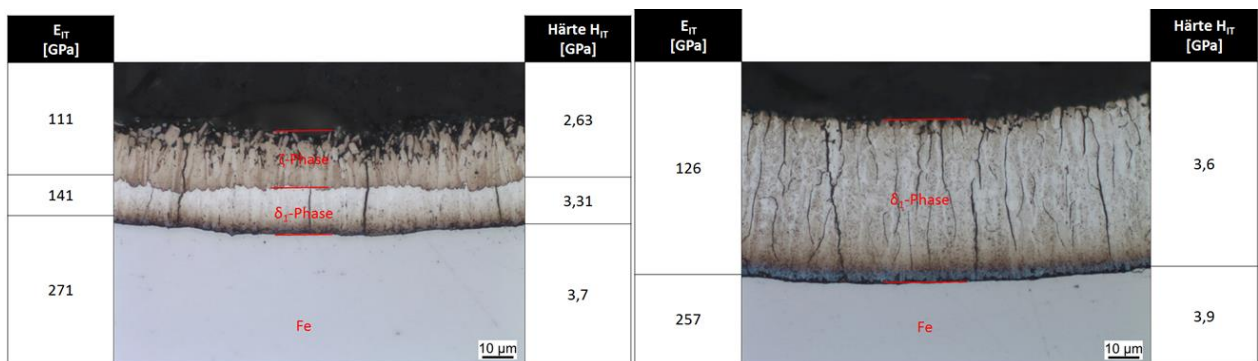 E_IT
[GPa]
111
141
271
ζ-Phase
δ₁-Phase
Fe
10 µm
Härte H_IT
[GPa]
2,63
3,31
3,7
E_IT
[GPa]
126
257
δ₁-Phase
Fe
10 µm
Härte H_IT
[GPa]
3,6
3,9